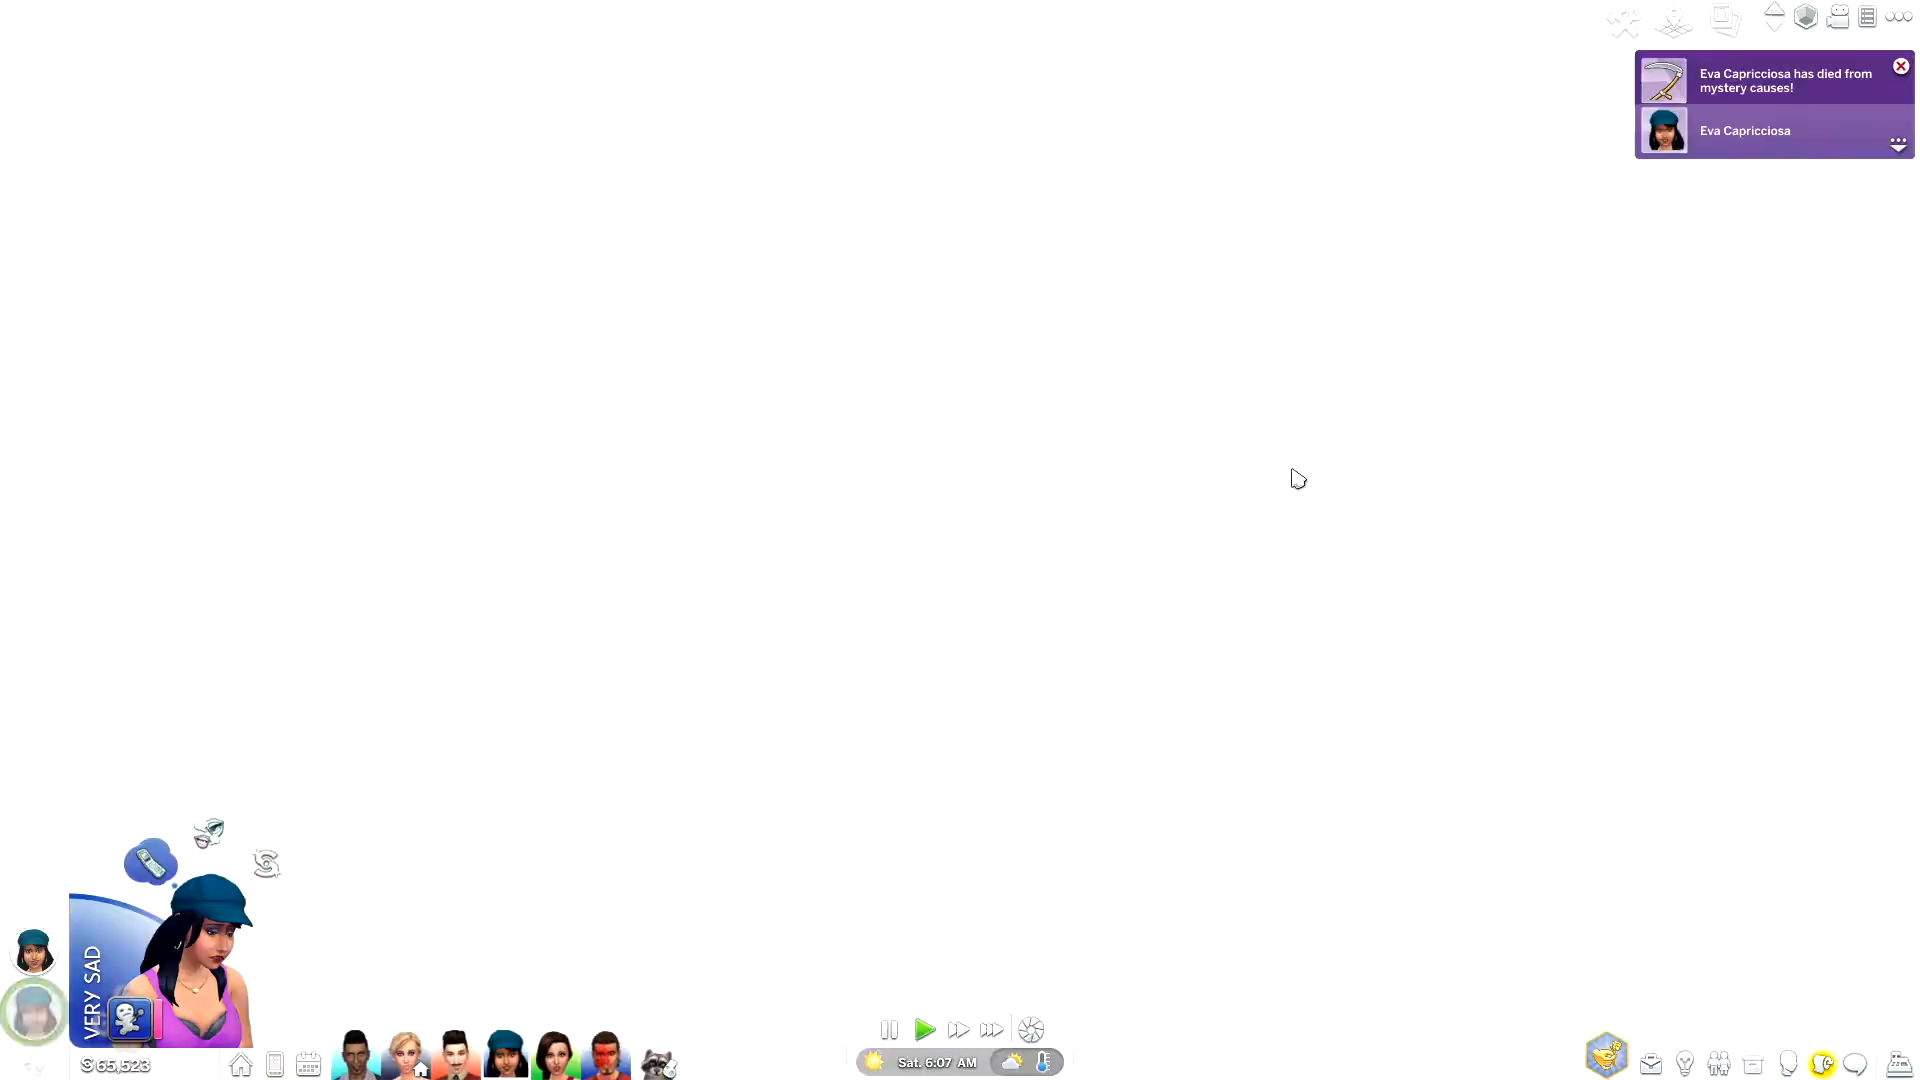 Eva Capricciosa has died from
mystery causes!
Eva Capricciosa
VERY SAD
§65,523
Sat. 6:07 AM